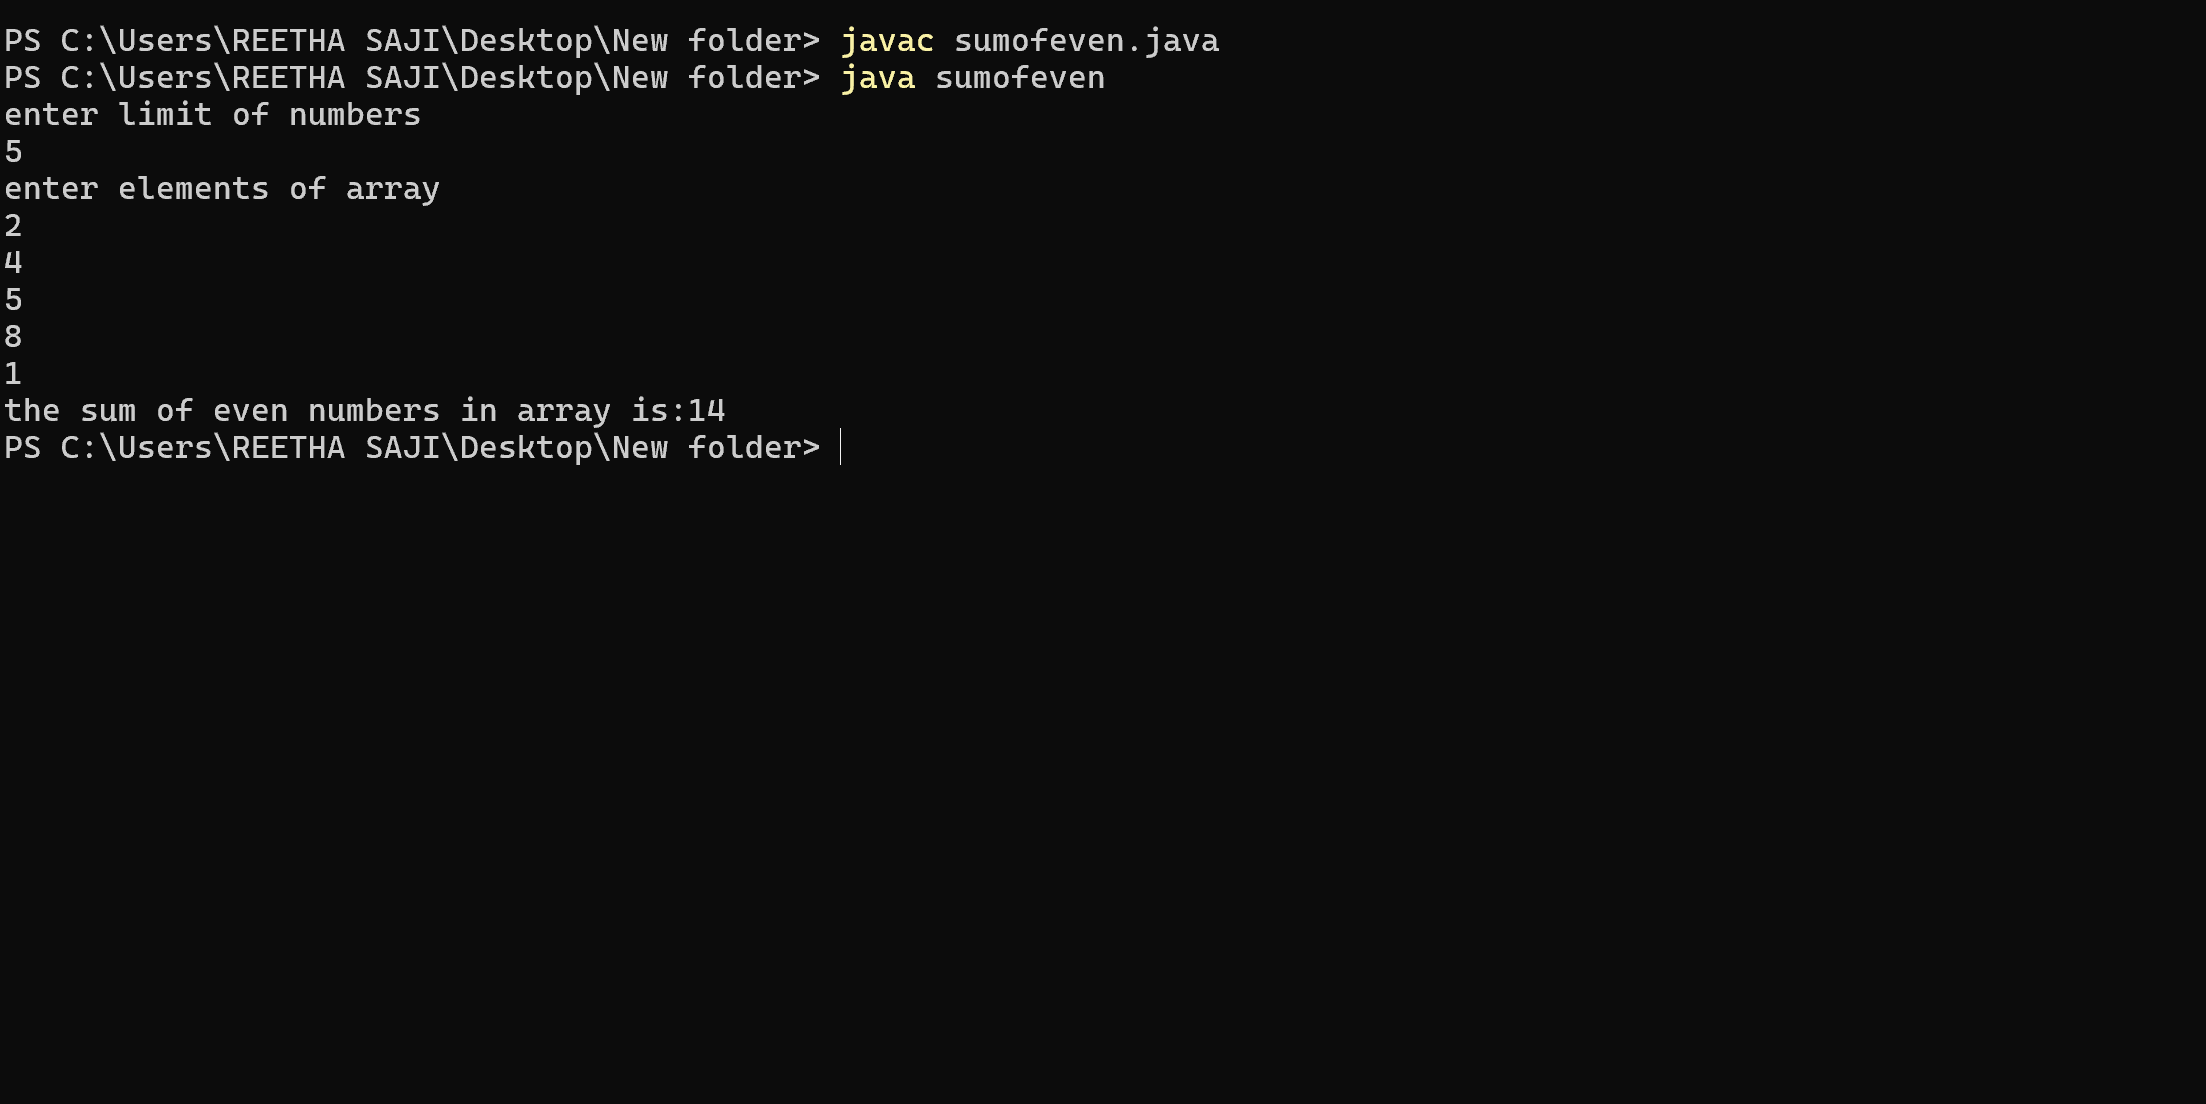 PS C:\Users\REETHA SAJI\Desktop\New folder> javac sumofeven.java
PS C:\Users\REETHA SAJI\Desktop\New folder> java sumofeven
enter limit of numbers
5
enter elements of array
2
4
5
8
1
the sum of even numbers in array is:14
PS C:\Users\REETHA SAJI\Desktop\New folder>